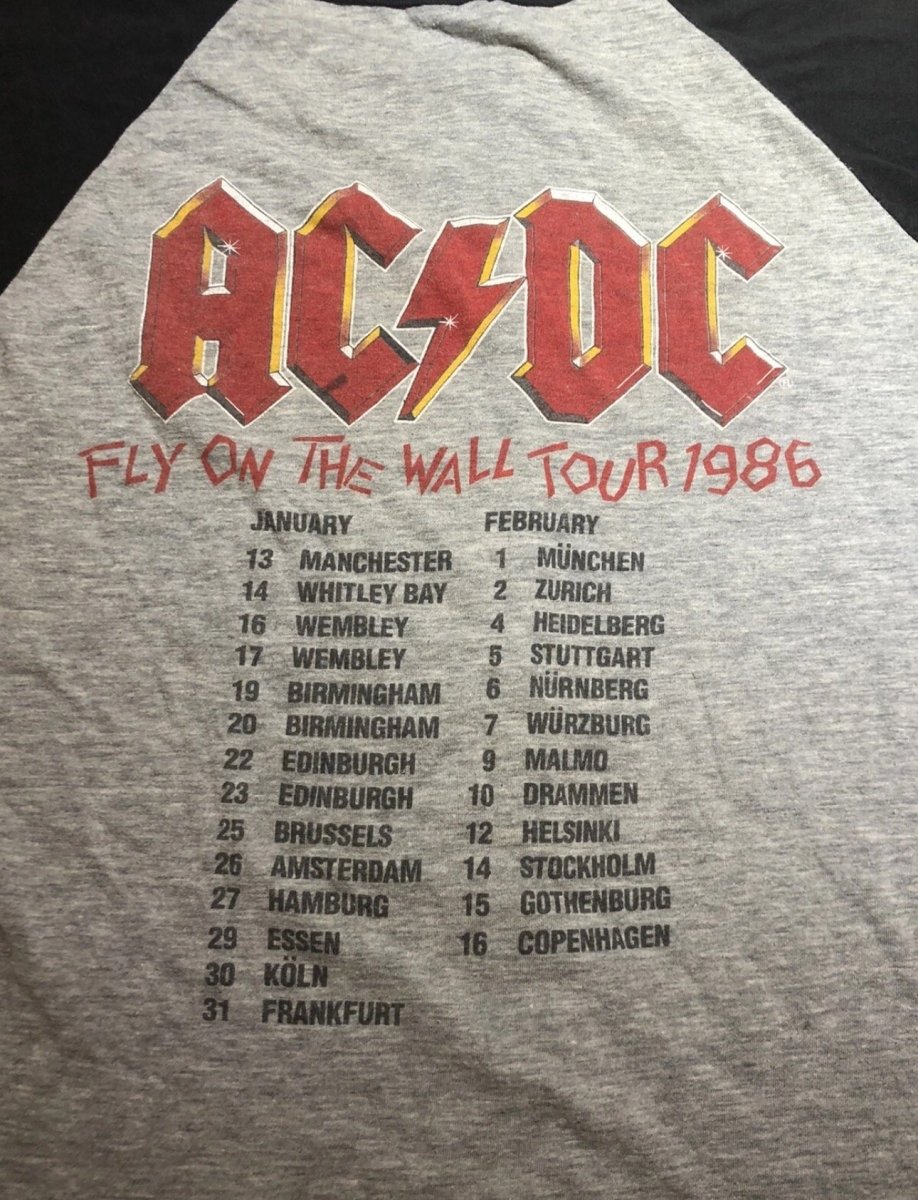 AC⚡DC
FLY ON THE WALL TOUR 1986
JANUARY
13 MANCHESTER
14 WHITLEY BAY
16 WEMBLEY
17 WEMBLEY
19 BIRMINGHAM
20 BIRMINGHAM
22 EDINBURGH
23 EDINBURGH
25 BRUSSELS
26 AMSTERDAM
27 HAMBURG
29 ESSEN
30 KÖLN
31 FRANKFURT
FEBRUARY
1 MÜNCHEN
2 ZURICH
4 HEIDELBERG
5 STUTTGART
6 NÜRNBERG
7 WÜRZBURG
9 MALMO
10 DRAMMEN
12 HELSINKI
14 STOCKHOLM
15 GOTHENBURG
16 COPENHAGEN